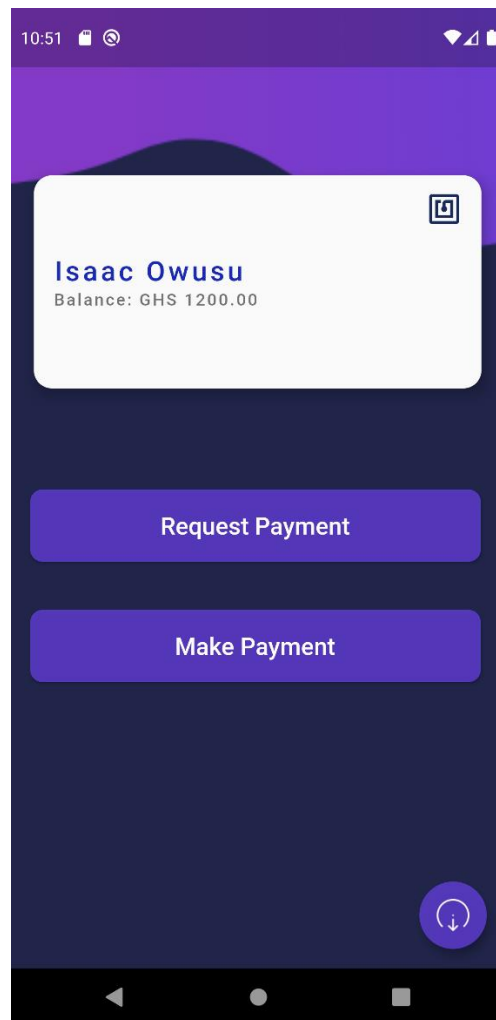 10:51
Isaac Owusu
Balance: GHS 1200.00
Request Payment
Make Payment